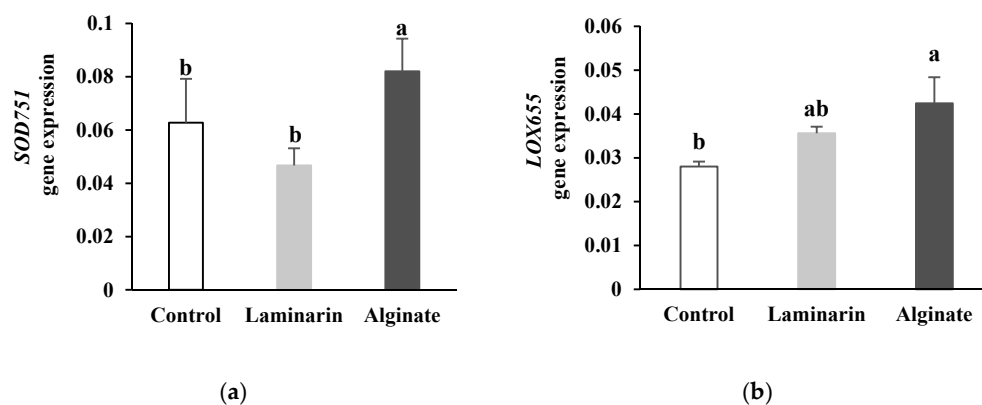 SOD751
gene expression
0.1
0.08
0.06
0.04
0.02
0
b
b
a
Control Laminarin Alginate
(a)
LOX655
gene expression
0.06
0.05
0.04
0.03
0.02
0.01
0
b
ab
a
Control Laminarin Alginate
(b)